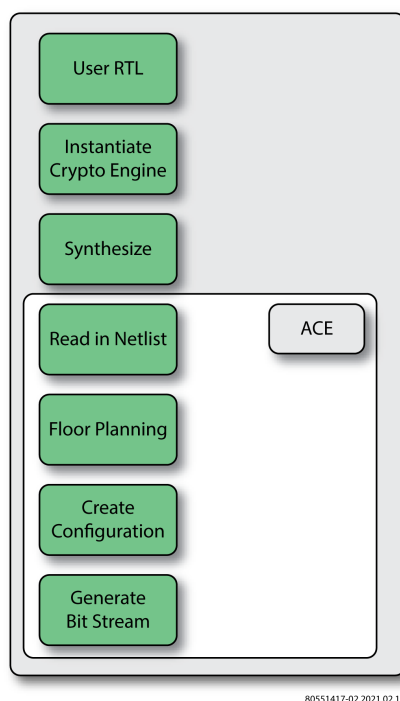 User RTL
Instantiate
Crypto Engine
Synthesize
Read in Netlist
ACE
Floor Planning
Create
Configuration
Generate
Bit Stream
80551417-02.2021.02.1